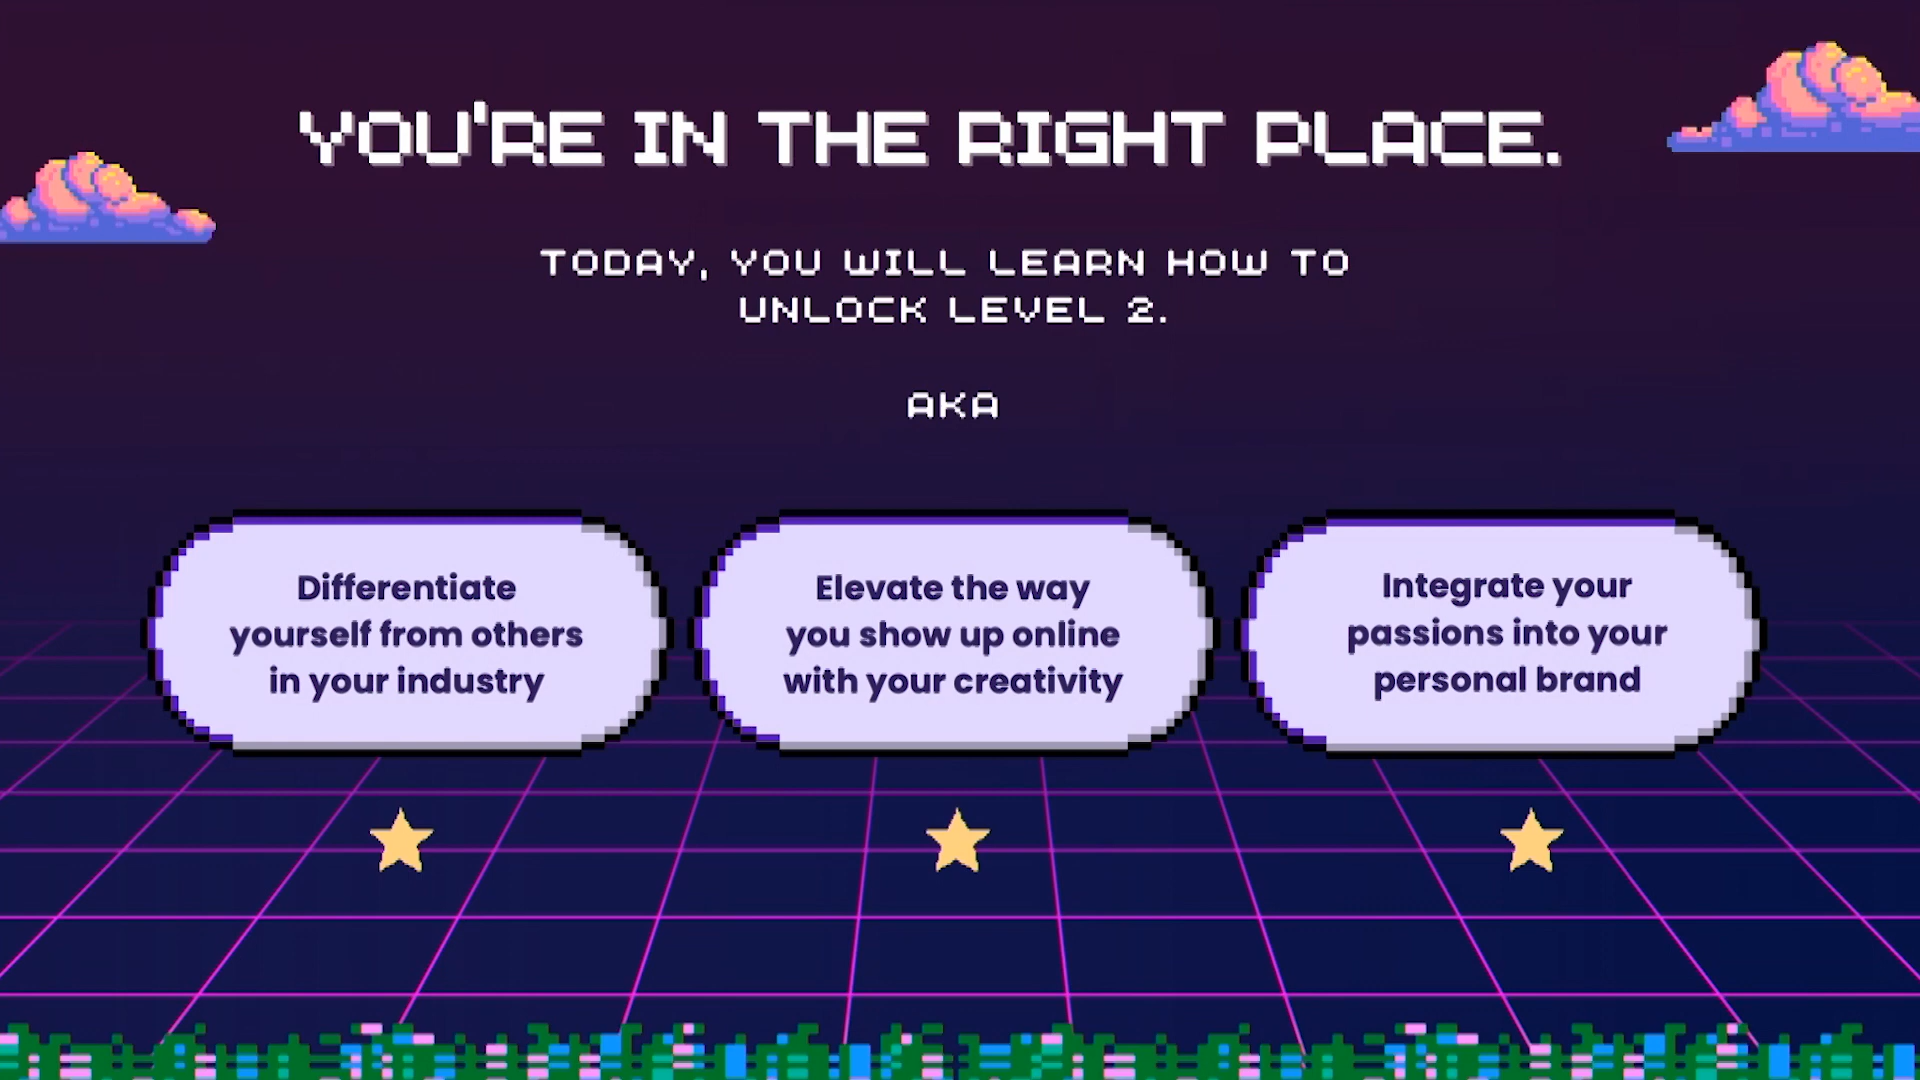 YOU'RE IN THE RIGHT PLACE.
TODAY, YOU WILL LEARN HOW TO
UNLOCK LEVEL 2.
AKA
Differentiate
yourself from others
in your industry
Elevate the way
you show up online
with your creativity
Integrate your
passions into your
personal brand